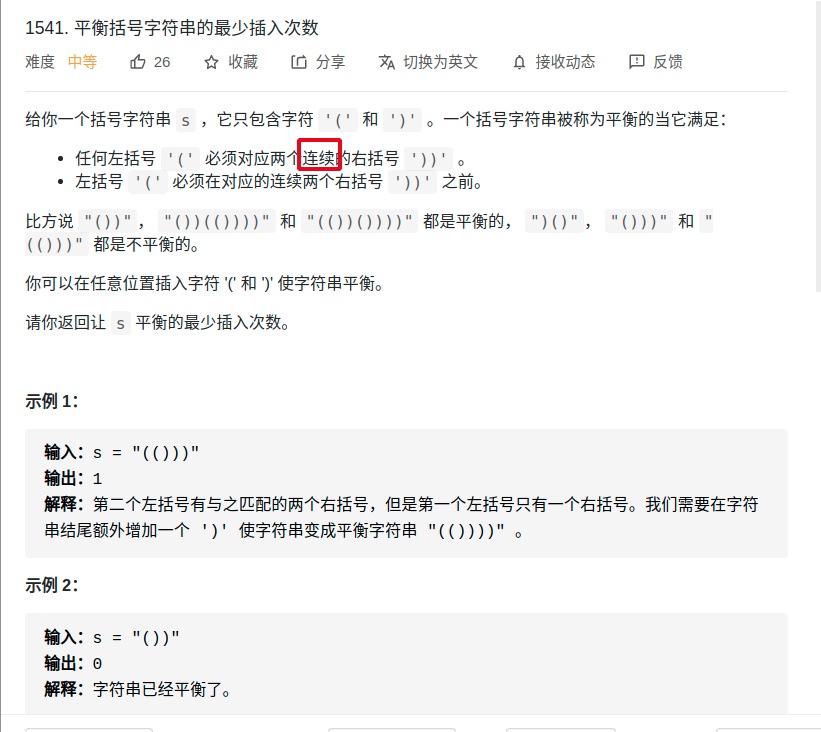 1541. 平衡括号字符串的最少插入次数
难度 中等 26 收藏 分享 切换为英文 接收动态 反馈
给你一个括号字符串 s ，它只包含字符 '(' 和 ')' 。一个括号字符串被称为平衡的当它满足：
任何左括号 '(' 必须对应两个连续的右括号 '))' 。
左括号 '(' 必须在对应的连续两个右括号 '))' 之前。
比方说 "())"， "())(())))" 和 "(())())))" 都是平衡的， ")()"， "()))" 和 "
(()))" 都是不平衡的。
你可以在任意位置插入字符 '(' 和 ')' 使字符串平衡。
请你返回让 s 平衡的最少插入次数。
示例 1：
输入：s = "(()))"
输出：1
解释：第二个左括号有与之匹配的两个右括号，但是第一个左括号只有一个右括号。我们需要在字符
串结尾额外增加一个 ')' 使字符串变成平衡字符串 "(())))" 。
示例 2：
输入：s = "())"
输出：0
解释：字符串已经平衡了。